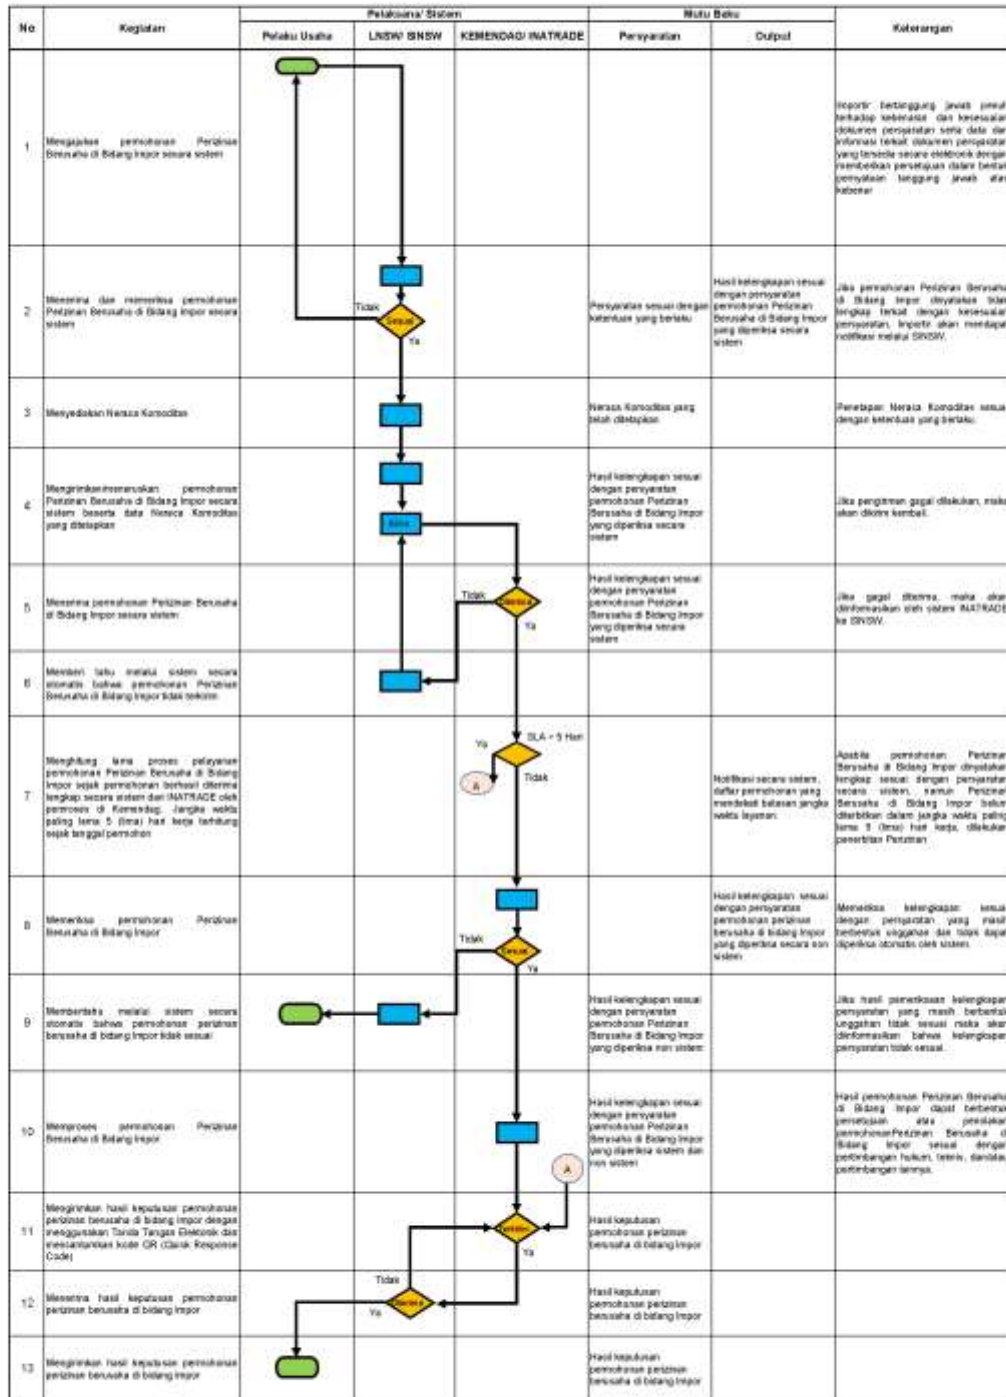 No
Kegiatan
Pelaksana/ Sistem
Mutu Baku
Keterangan
Pelaku Usaha
LNSW/ SINSW
KEMENDAG/ INATRADE
Persyaratan
Output
1
Mengajukan permohonan Perizinan
Berusaha di Bidang Impor secara sistem
Importir bertanggung jawab penuh
terhadap kebenaran dan kesesuaian
dokumen persyaratan serta data dan
informasi terkait dokumen persyaratan
yang tersedia secara elektronik dengan
memberikan persetujuan dalam bentuk
pernyataan tanggung jawab atas
kebenar
2
Menerima dan memeriksa permohonan
Perizinan Berusaha di Bidang Impor secara
sistem
Tidak
Sesuai
Ya
Persyaratan sesuai dengan
ketentuan yang berlaku
Hasil kelengkapan sesuai
dengan persyaratan
permohonan Perizinan
Berusaha di Bidang Impor
yang diperiksa secara
sistem
Jika permohonan Perizinan Berusaha
di Bidang Impor dinyatakan tidak
lengkap terkait dengan kesesuaian
persyaratan, Importir akan mendapat
notifikasi melalui SINSW.
3
Menyediakan Neraca Komoditas
Neraca Komoditas yang
telah ditetapkan
Penetapan Neraca Komoditas sesuai
dengan ketentuan yang berlaku.
4
Mengirimkan/meneruskan permohonan
Perizinan Berusaha di Bidang Impor secara
sistem beserta data Neraca Komoditas
yang ditetapkan
Hasil kelengkapan sesuai
dengan persyaratan
permohonan Perizinan
Berusaha di Bidang Impor
yang diperiksa secara
sistem
Jika pengiriman gagal dilakukan, maka
akan dikirim kembali.
5
Menerima permohonan Perizinan Berusaha
di Bidang Impor secara sistem
Tidak
Diterima
Ya
Hasil kelengkapan sesuai
dengan persyaratan
permohonan Perizinan
Berusaha di Bidang Impor
yang diperiksa secara
sistem
Jika gagal diterima, maka akan
diinformasikan oleh sistem INATRADE
ke SINSW.
6
Memberi tahu melalui sistem secara
otomatis bahwa permohonan Perizinan
Berusaha di Bidang Impor tidak terkirim
7
Menghitung lama proses pelayanan
permohonan Perizinan Berusaha di Bidang
Impor sejak permohonan berhasil diterima
lengkap secara sistem dari INATRADE oleh
pemroses di Kemendag. Jangka waktu
paling lama 5 (lima) hari kerja terhitung
sejak tanggal permohon
Ya
SLA = 5 Hari
A
Tidak
Notifikasi secara sistem,
daftar permohonan yang
mendekati batasan jangka
waktu layanan.
Apabila permohonan Perizinan
Berusaha di Bidang Impor dinyatakan
lengkap sesuai dengan persyaratan
secara sistem, namun Perizinan
Berusaha di Bidang Impor belum
diterbitkan dalam jangka waktu paling
lama 5 (lima) hari kerja, dilakukan
penerbitan Perizinan
8
Memeriksa permohonan Perizinan
Berusaha di Bidang Impor
Tidak
Sesuai
Ya
Hasil kelengkapan sesuai
dengan persyaratan
permohonan perizinan
berusaha di bidang Impor
yang diperiksa secara non
sistem
Memeriksa kelengkapan sesuai
dengan persyaratan yang masih
berbentuk unggahan dan tidak dapat
diperiksa otomatis oleh sistem.
9
Memberitahu melalui sistem secara
otomatis bahwa permohonan perizinan
berusaha di bidang Impor tidak sesuai
Hasil kelengkapan sesuai
dengan persyaratan
permohonan Perizinan
Berusaha di Bidang Impor
yang diperiksa non sistem
Jika hasil pemeriksaan kelengkapan
persyaratan yang masih berbentuk
unggahan tidak sesuai maka akan
diinformasikan bahwa kelengkapan
persyaratan tidak sesuai.
10
Memproses permohonan Perizinan
Berusaha di Bidang Impor
Hasil kelengkapan sesuai
dengan persyaratan
permohonan Perizinan
Berusaha di Bidang Impor
yang diperiksa sistem dan
non sistem
A
Hasil permohonan Perizinan Berusaha
di Bidang Impor dapat berbentuk
persetujuan atau penolakan
permohonanPerizinan Berusaha di
Bidang Impor sesuai dengan
pertimbangan hukum, teknis, dan/atau
pertimbangan lainnya.
11
Mengirimkan hasil keputusan permohonan
perizinan berusaha di bidang impor dengan
menggunakan Tanda Tangan Elektonik dan
mencantumkan kode QR (Quick Response
Code)
Ya
Hasil keputusan
permohonan perizinan
berusaha di bidang impor
12
Menerima hasil keputusan permohonan
perizinan berusaha di bidang impor
Tidak
Diterima
Ya
Hasil keputusan
permohonan perizinan
berusaha di bidang impor
13
Mengirimkan hasil keputusan permohonan
perizinan berusaha di bidang impor
Hasil keputusan
permohonan perizinan
berusaha di bidang impor